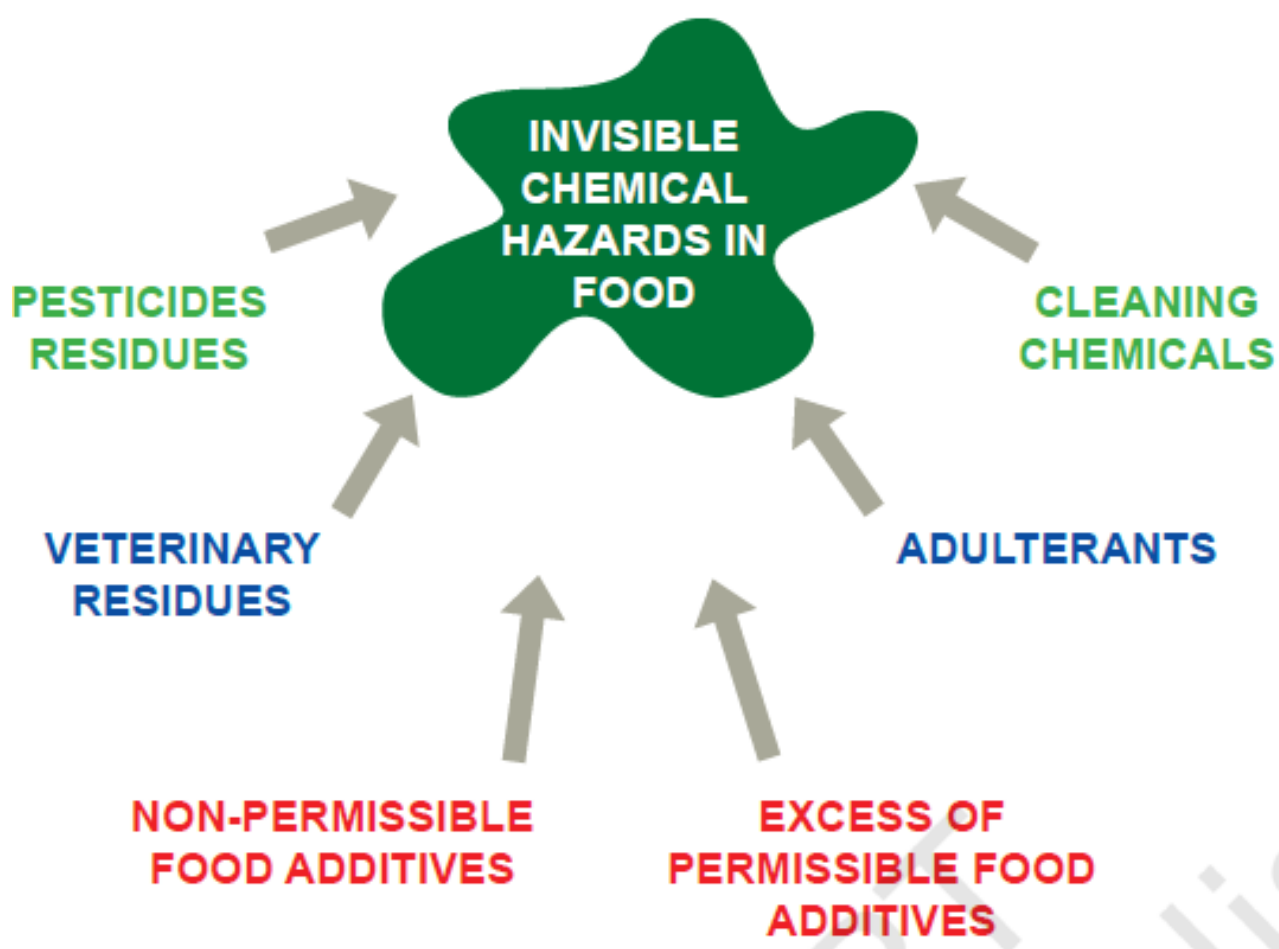 INVISIBLE
CHEMICAL
HAZARDS IN
FOOD
PESTICIDES
RESIDUES
CLEANING
CHEMICALS
VETERINARY
RESIDUES
ADULTERANTS
NON-PERMISSIBLE
FOOD ADDITIVES
EXCESS OF
PERMISSIBLE FOOD
ADDITIVES